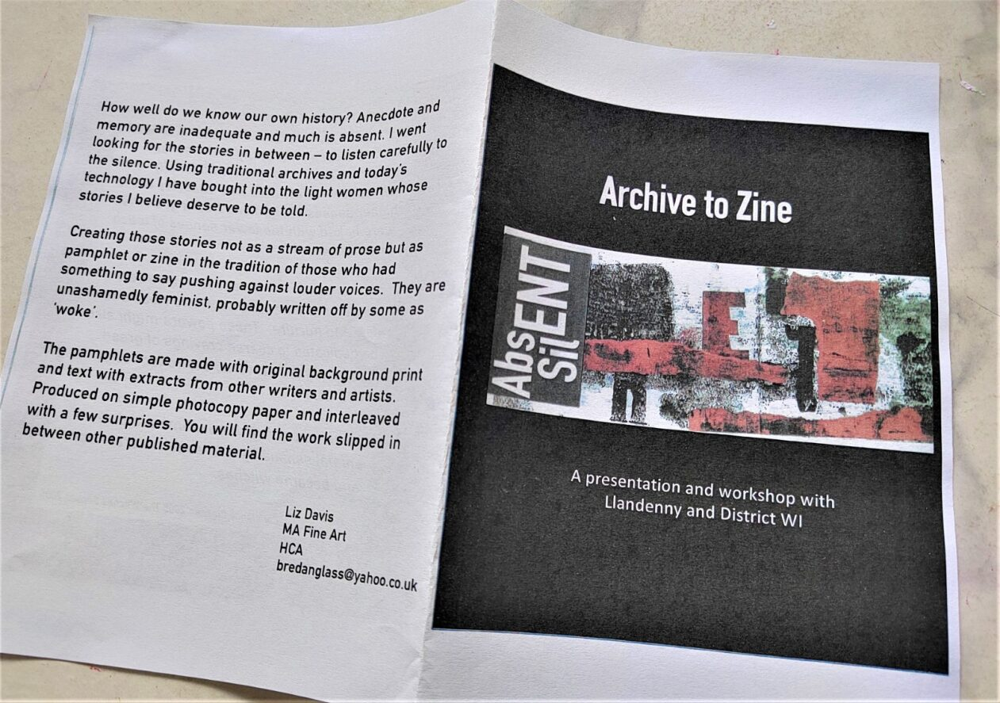 How well do we know our own history? Anecdote and
memory are inadequate and much is absent. I went
looking for the stories in between – to listen carefully to
the silence. Using traditional archives and today's
technology I have bought into the light women whose
stories I believe deserve to be told.
Creating those stories not as a stream of prose but as
pamphlet or zine in the tradition of those who had
something to say pushing against louder voices. They are
unashamedly feminist, probably written off by some as
'woke'.
The pamphlets are made with original background print
and text with extracts from other writers and artists.
Produced on simple photocopy paper and interleaved
with a few surprises. You will find the work slipped in
between other published material.
Liz Davis
MA Fine Art
HCA
bredanglass@yahoo.co.uk
Archive to Zine
AbsENT
Sil
E
A presentation and workshop with
Llandenny and District WI